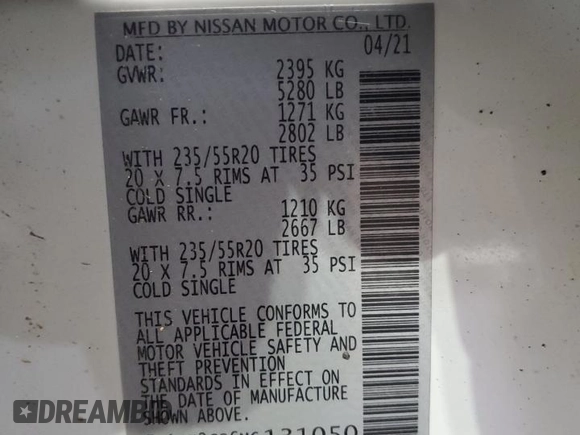 MFD BY NISSAN MOTOR CO., LTD.
DATE: 04/21
GVWR: 2395 KG
5280 LB
GAWR FR.: 1271 KG
2802 LB
WITH 235/55R20 TIRES
20 X 7.5 RIMS AT 35 PSI
COLD SINGLE
GAWR RR.: 1210 KG
2667 LB
WITH 235/55R20 TIRES
20 X 7.5 RIMS AT 35 PSI
COLD SINGLE
THIS VEHICLE CONFORMS TO
ALL APPLICABLE FEDERAL
MOTOR VEHICLE SAFETY AND
THEFT PREVENTION
STANDARDS IN EFFECT ON
THE DATE OF MANUFACTURE
SHOWN ABOVE.
131050